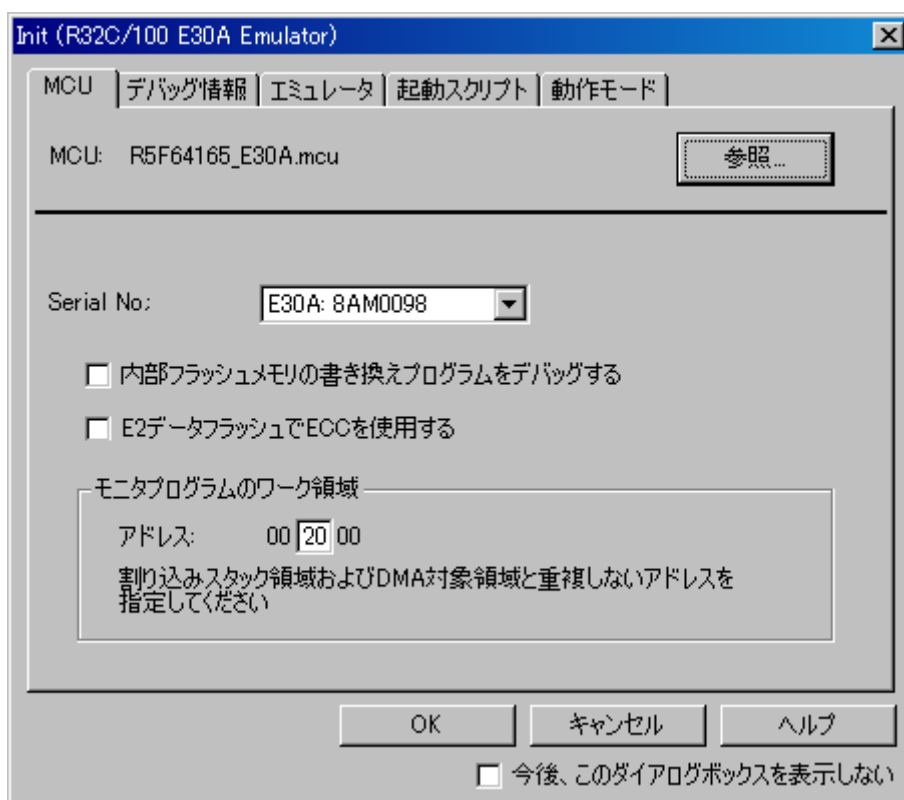 Init (R32C/100 E30A Emulator)
MCU デバッグ情報 エミュレータ 起動スクリプト 動作モード
MCU: R5F64165_E30A.mcu 参照...
Serial No.: E30A: 8AM0098
内部フラッシュメモリの書き換えプログラムをデバッグする
E2データフラッシュでECCを使用する
モニタプログラムのワーク領域
アドレス: 00 20 00
割り込みスタック領域およびDMA対象領域と重複しないアドレスを
指定してください
OK キャンセル ヘルプ
今後、このダイアログボックスを表示しない